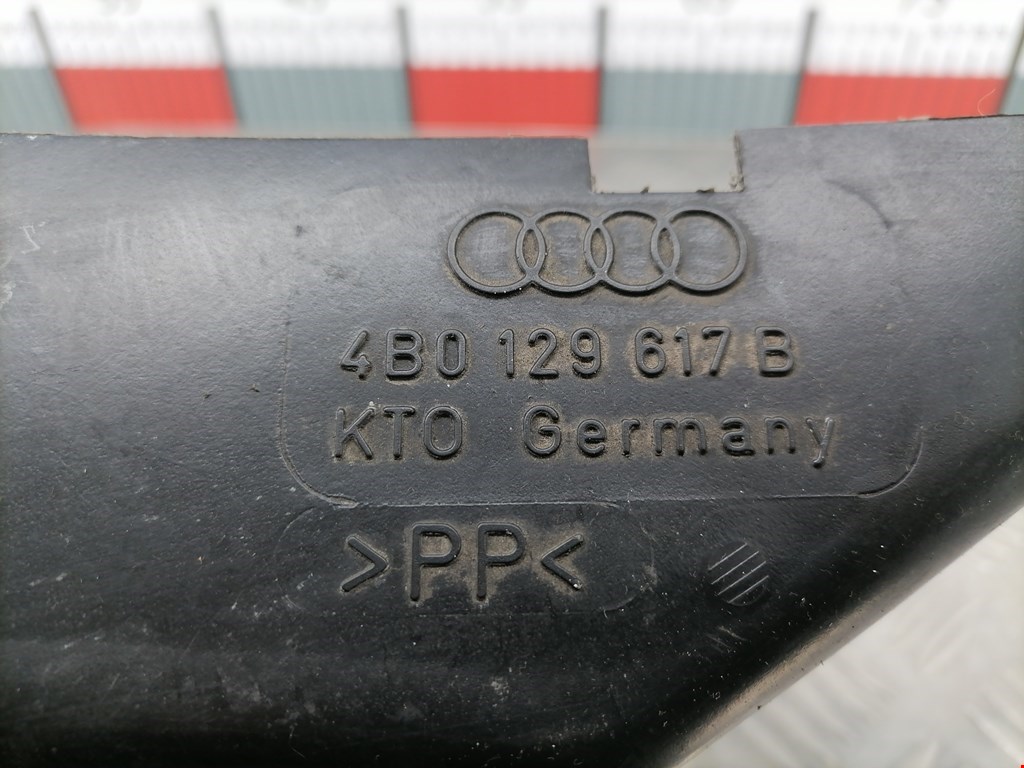 4B0 129 617 B
KTO Germany
>PP<